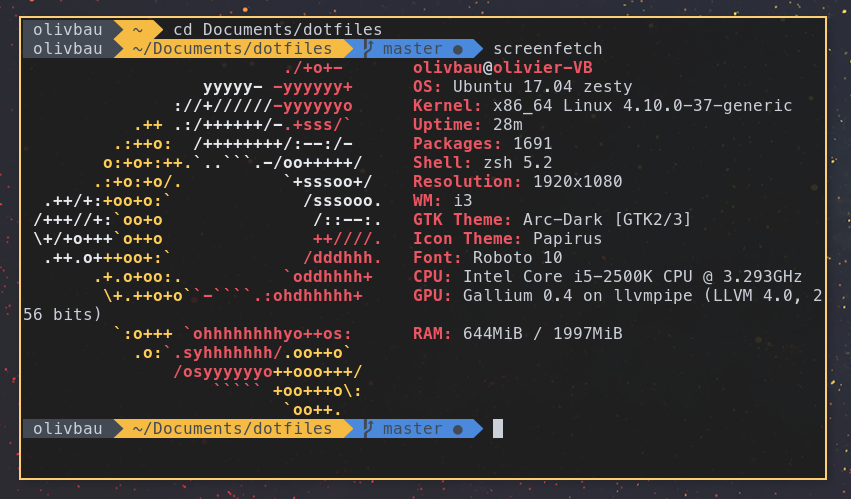 olivbau ~ cd Documents/dotfiles
olivbau ~/Documents/dotfiles master ● screenfetch
./+o+- olivbau@olivier-VB
yyyyy- -yyyyyy+ OS: Ubuntu 17.04 zesty
://+//////-yyyyyyo Kernel: x86_64 Linux 4.10.0-37-generic
.++ .:/++++++/-.+sss/` Uptime: 28m
.:++o: /++++++++/:--:/- Packages: 1691
o:+o+:++.`..```.-/oo+++++/ Shell: zsh 5.2
.:+o:+o/. `+sssoo+/ Resolution: 1920x1080
.++/+:+oo+o:` /sssooo. WM: i3
/+++//+:`oo+o /::--:. GTK Theme: Arc-Dark [GTK2/3]
\+/+o+++`o++o ++////. Icon Theme: Papirus
.++.o+++oo+:` /dddhhh. Font: Roboto 10
.+.o+oo:. `oddhhhh+ CPU: Intel Core i5-2500K CPU @ 3.293GHz
\+.++o+o``-````.:ohdhhhhh+ GPU: Gallium 0.4 on llvmpipe (LLVM 4.0, 2
56 bits)
`:o+++ `ohhhhhhhhyo++os: RAM: 644MiB / 1997MiB
.o:`.syhhhhhhh/.oo++o`
/osyyyyyyo++ooo+++/
````` +oo+++o\:
`oo++.
olivbau ~/Documents/dotfiles master ●